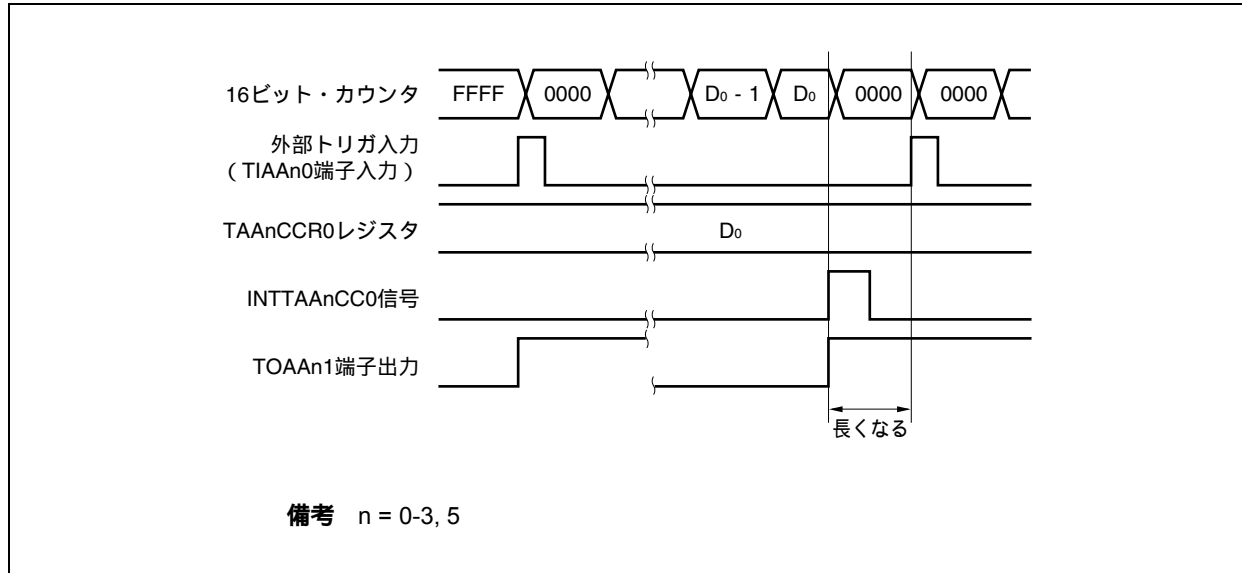 16ビット・カウンタ FFFF 0000 D0 - 1 D0 0000 0000
外部トリガ入力
（TIAAn0端子入力）
TAAnCCR0レジスタ D0
INTTAAnCC0信号
TOAAn1端子出力
長くなる
備考 n = 0-3, 5